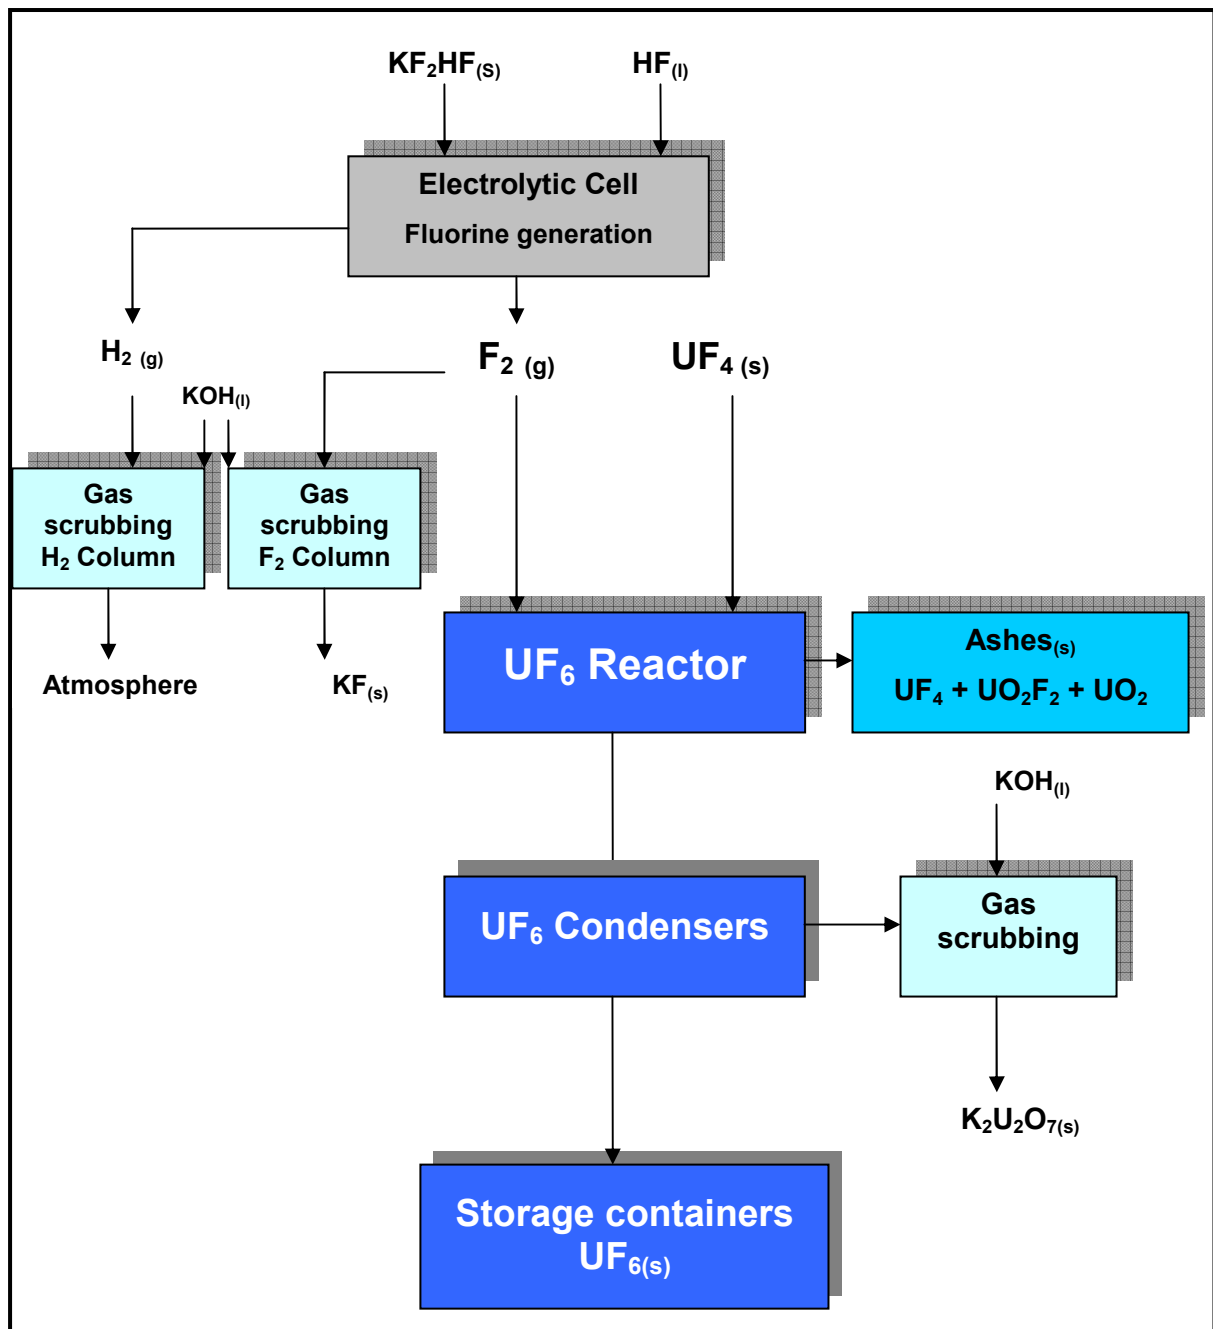 KF₂HF(S) HF(l)
Electrolytic Cell
Fluorine generation
H₂ (g) F₂ (g) UF₄ (s)
KOH(l)
Gas
scrubbing
H₂ Column
Gas
scrubbing
F₂ Column
Atmosphere
KF(s)
UF₆ Reactor
Ashes(s)
UF₄ + UO₂F₂ + UO₂
KOH(l)
UF₆ Condensers
Gas
scrubbing
K₂U₂O₇(s)
Storage containers
UF₆(s)